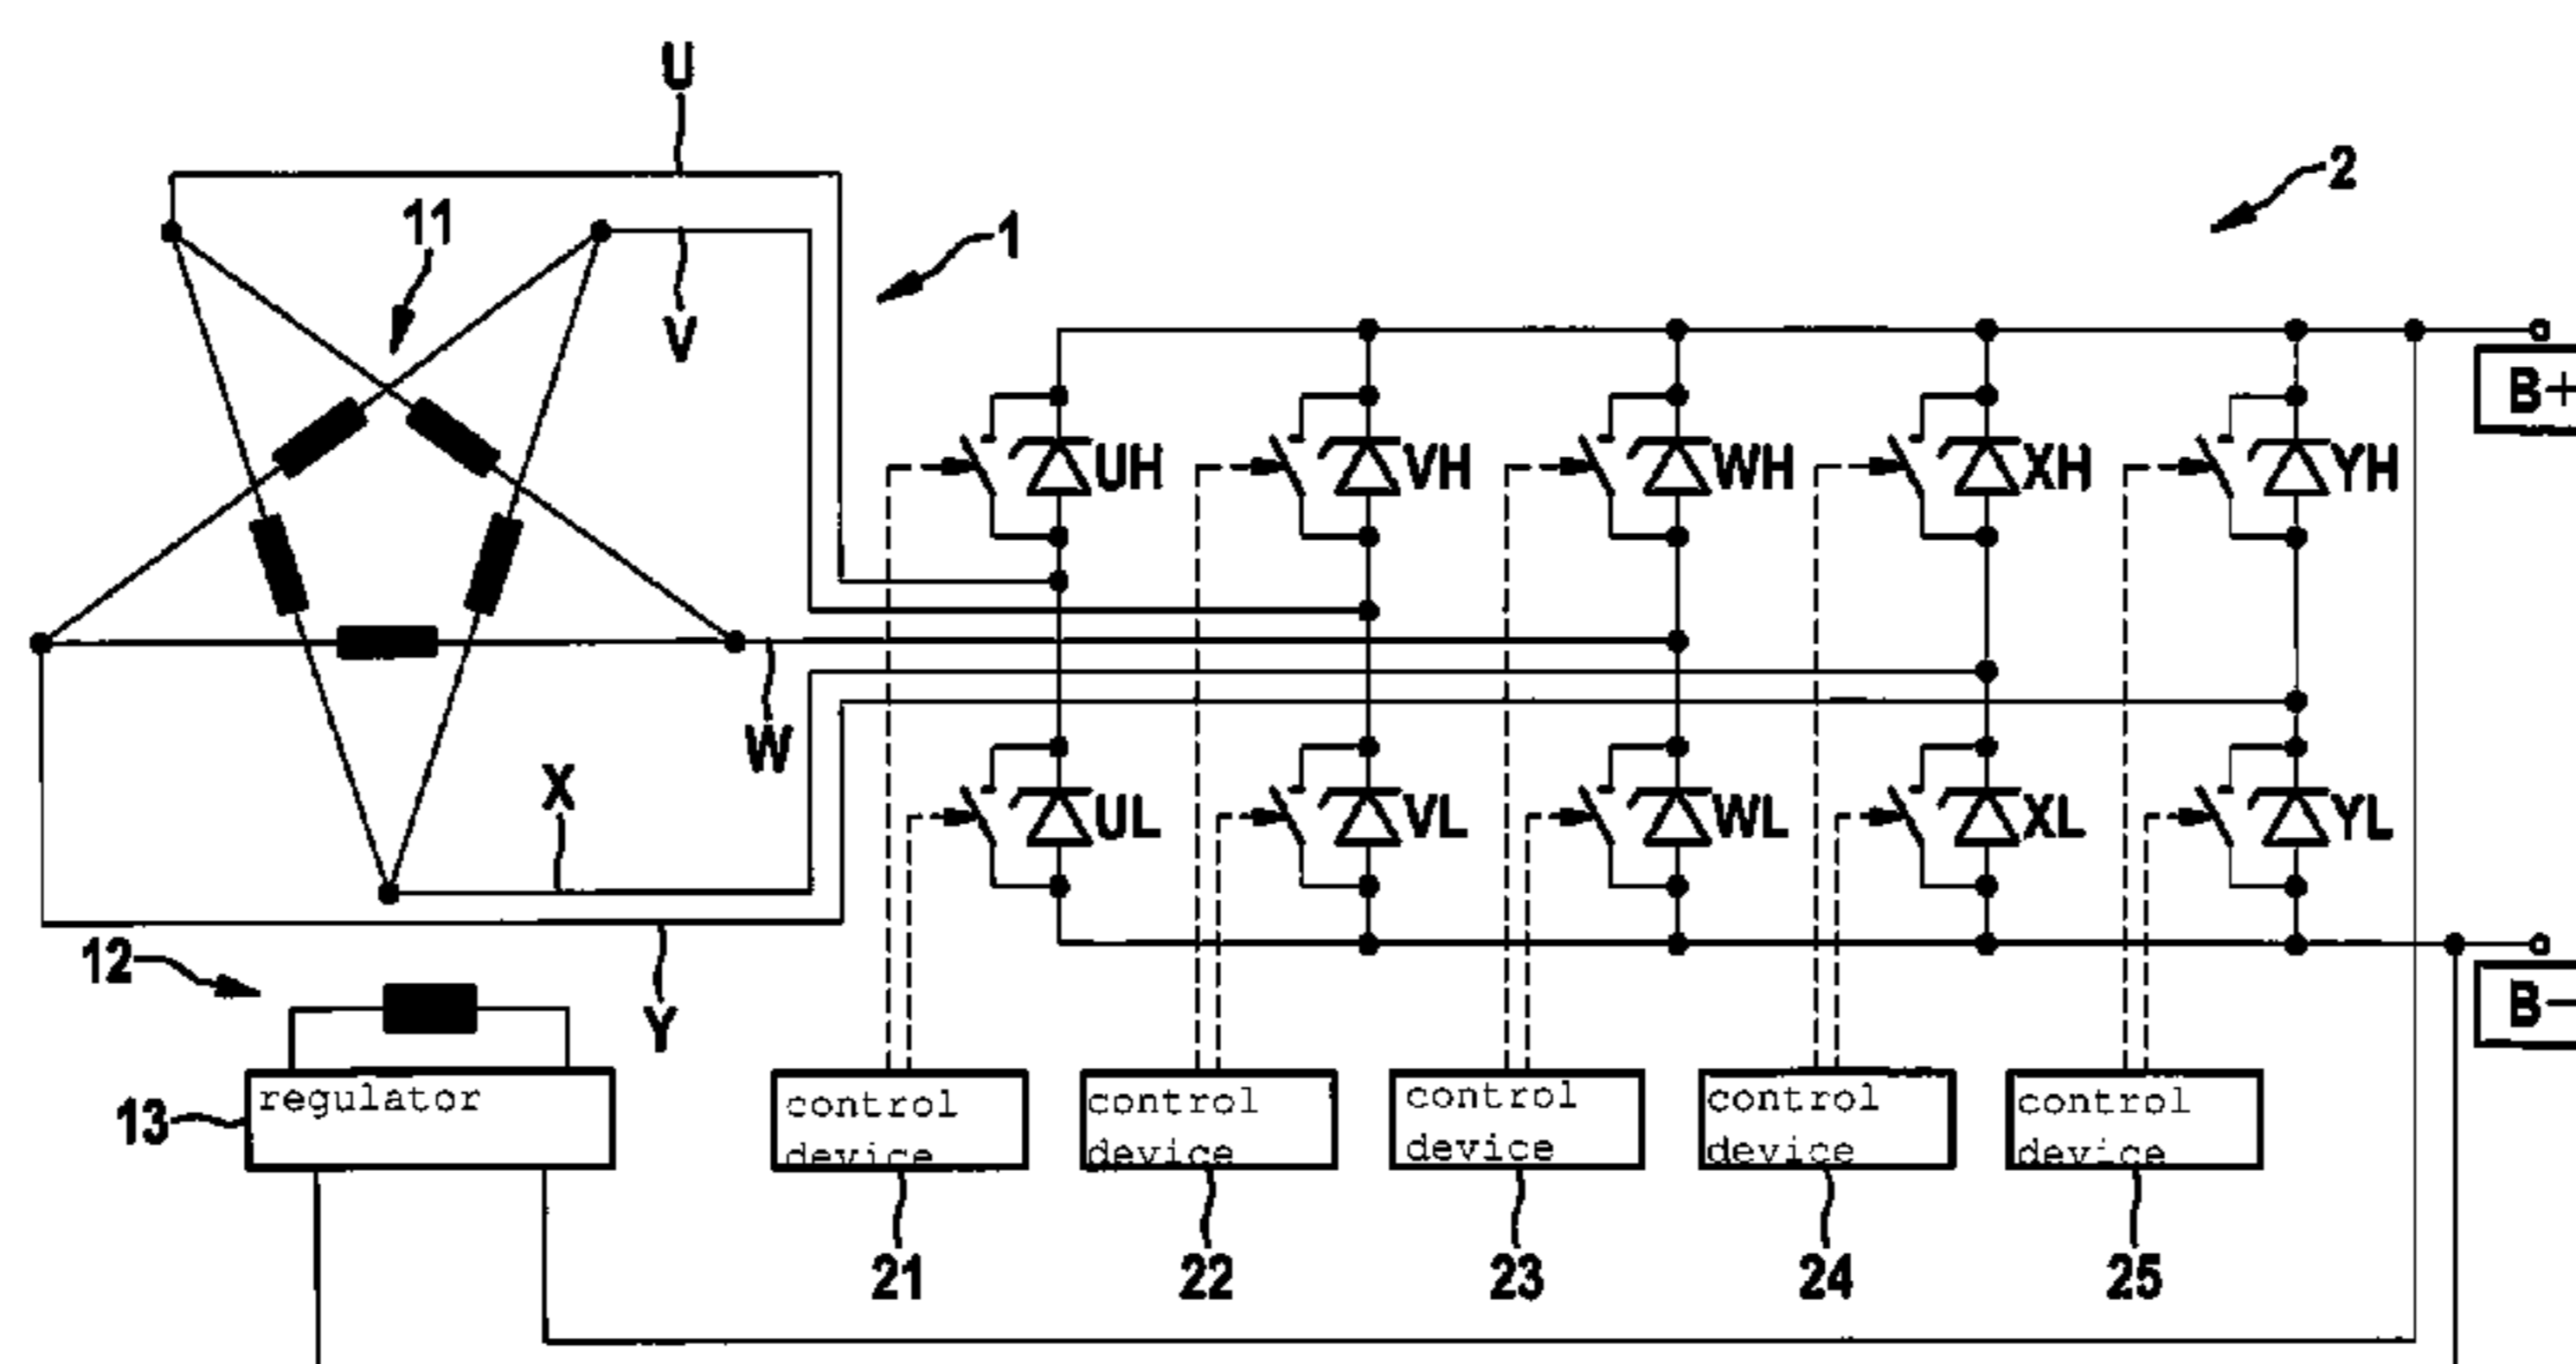 U
2
11
1
V
B+
UH
VH
WH
XH
YH
W
X
UL
VL
WL
XL
YL
12
Y
B-
13
regulator
control
device
control
device
control
device
control
device
control
device
21
22
23
24
25